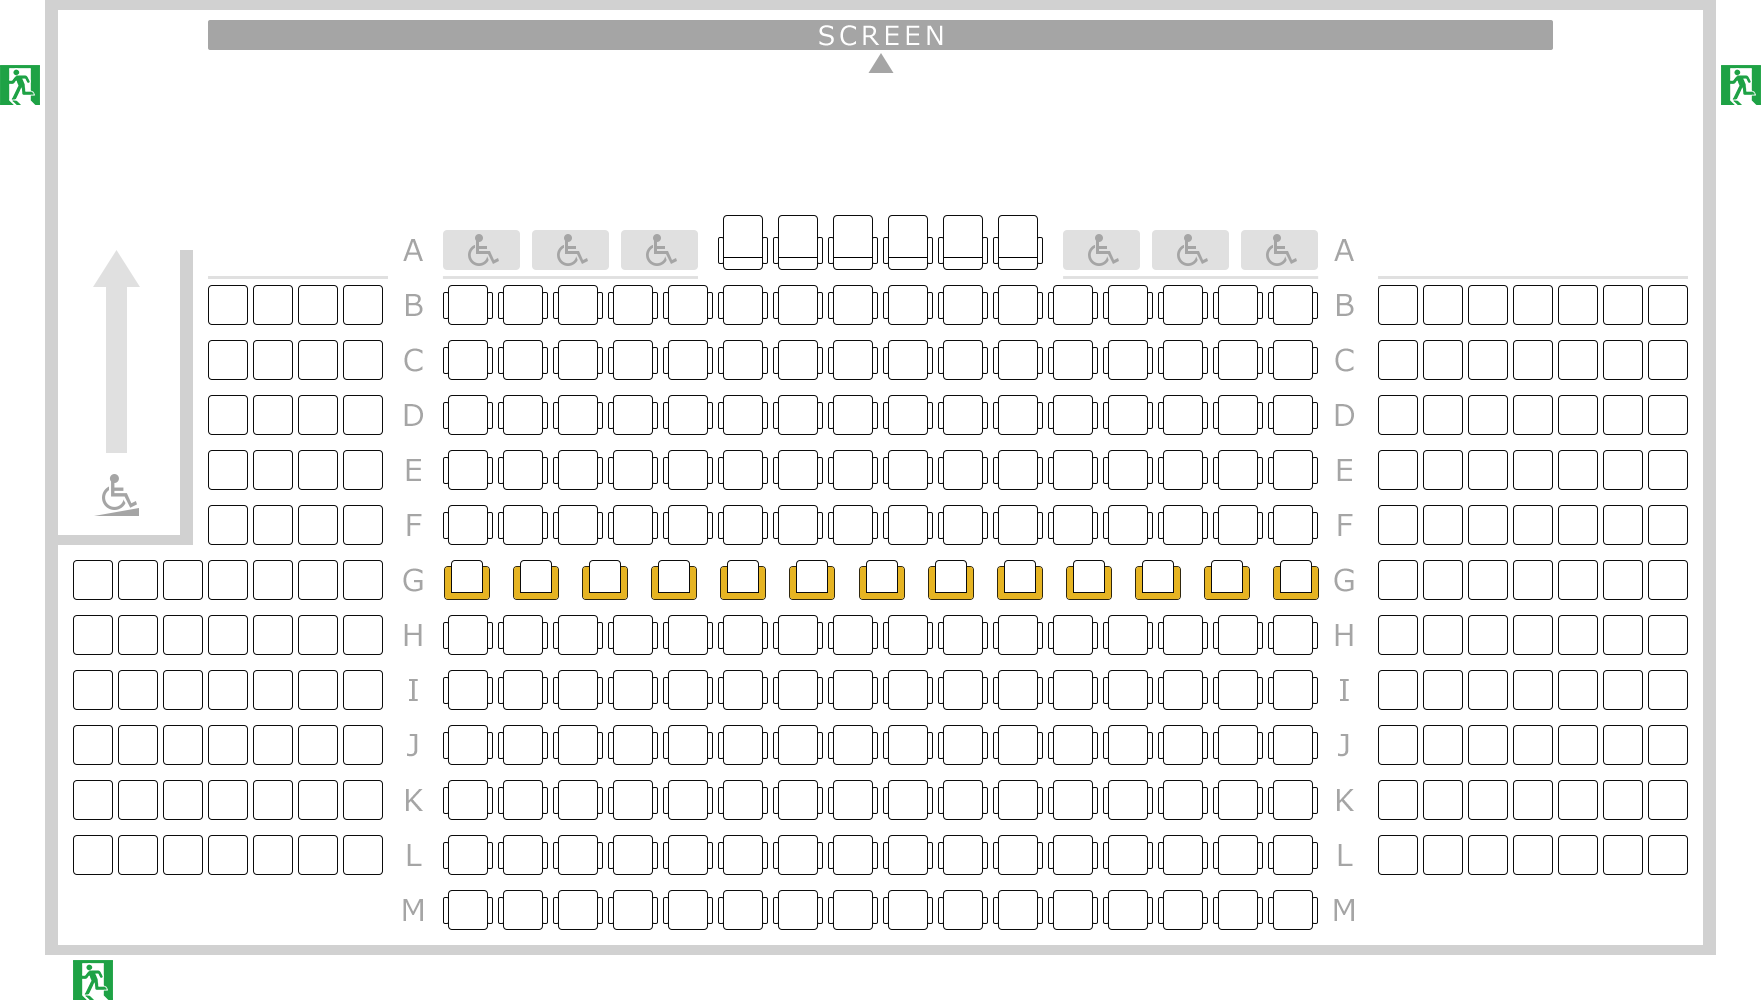 SCREEN
A A
B B
C C
D D
E E
F F
G G
H H
I I
J J
K K
L L
M M